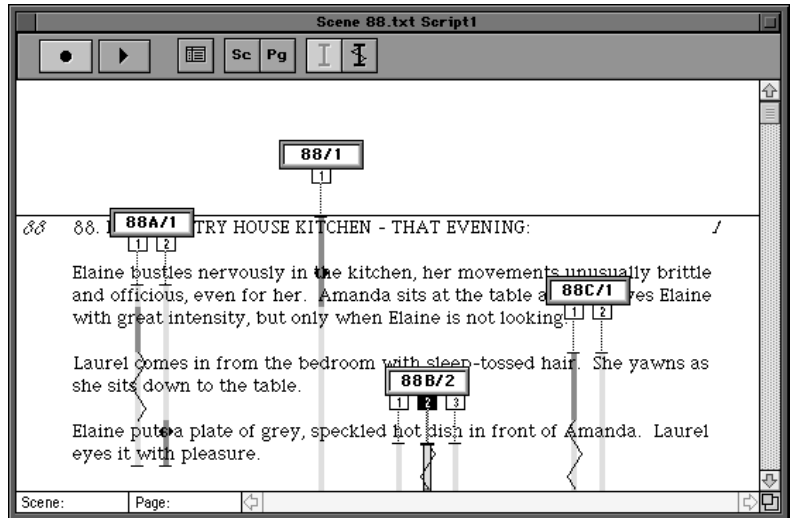 Scene 88.txt Script1
Sc Pg
88/1
1
88A/1
1 2
88 88. TRY HOUSE KITCHEN - THAT EVENING: 1
Elaine bustles nervously in the kitchen, her movements unusually brittle
and officious, even for her. Amanda sits at the table a ves Elaine
88C/1
with great intensity, but only when Elaine is not looking.
1 2
Laurel comes in from the bedroom with sleep-tossed hair. She yawns as
88B/2
she sits down to the table.
1 2 3
Elaine puts a plate of grey, speckled hot dish in front of Amanda. Laurel
eyes it with pleasure.
Scene: Page: